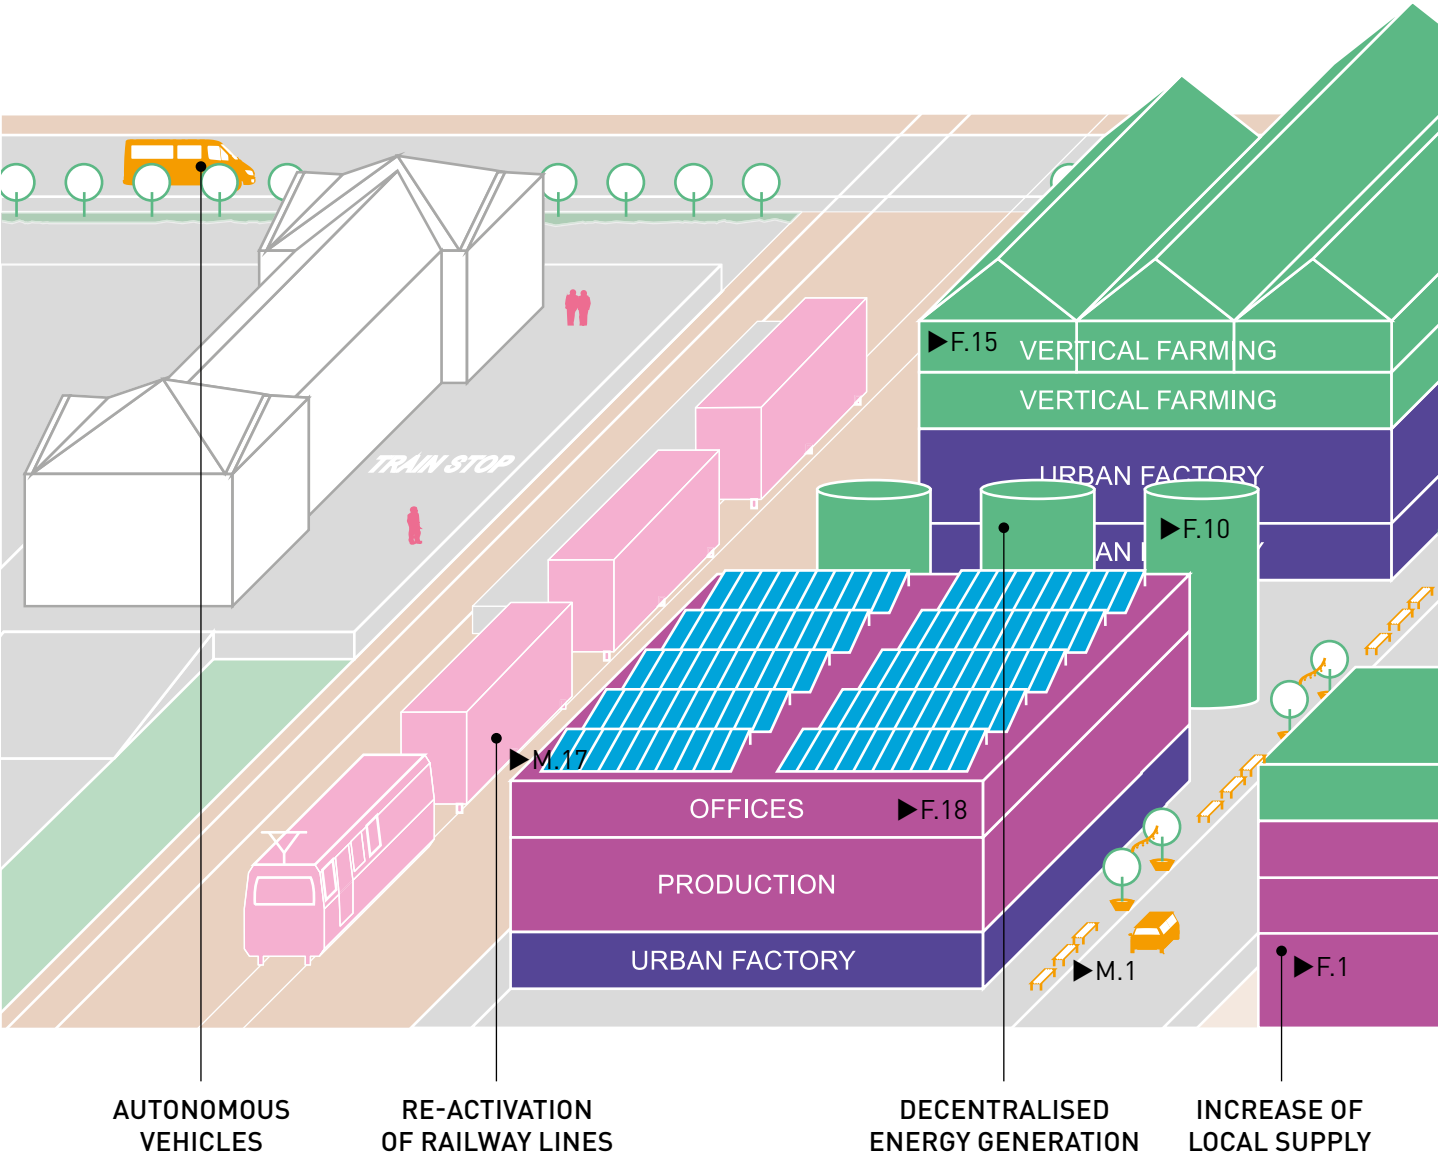 ▶F.15
VERTICAL FARMING
VERTICAL FARMING
TRAIN STOP
URBAN FACTORY
▶F.10
AN
Y
▶M.17
OFFICES
▶F.18
PRODUCTION
URBAN FACTORY
▶M.1
▶F.1
AUTONOMOUS
VEHICLES
RE-ACTIVATION
OF RAILWAY LINES
DECENTRALISED
ENERGY GENERATION
INCREASE OF
LOCAL SUPPLY